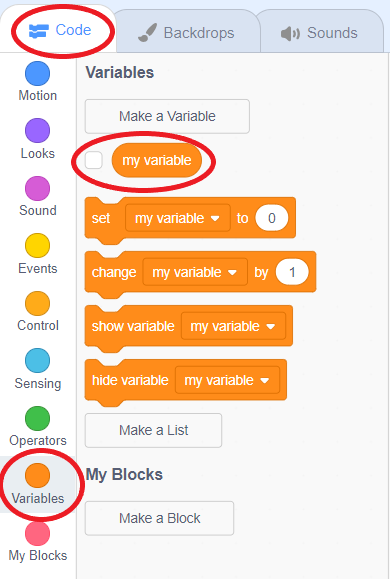 Code
Backdrops
Sounds
Motion
Looks
Sound
Events
Control
Sensing
Operators
Variables
My Blocks
Variables
Make a Variable
my variable
set my variable to 0
change my variable by 1
show variable my variable
hide variable my variable
Make a List
My Blocks
Make a Block